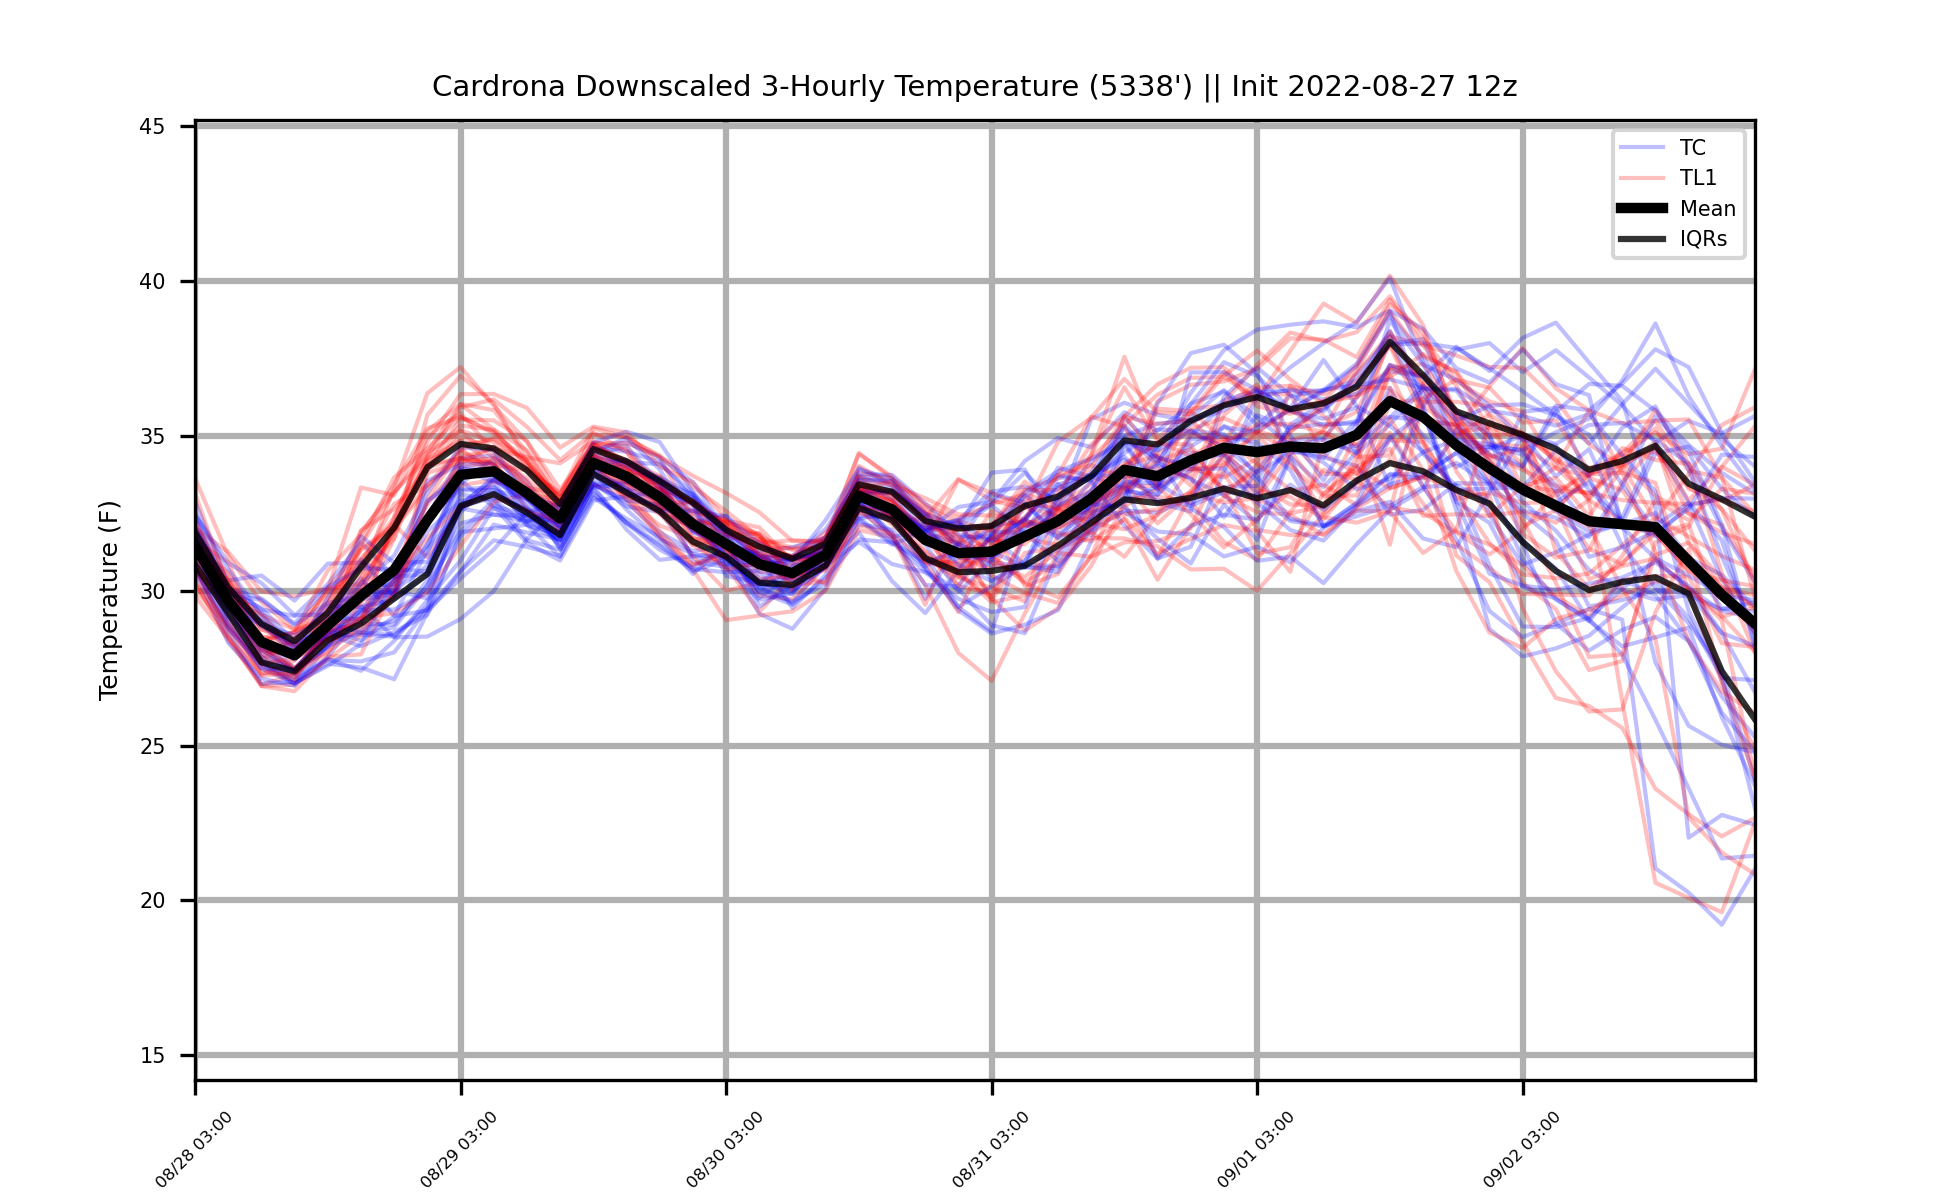 Cardrona Downscaled 3-Hourly Temperature (5338') || Init 2022-08-27 12z
TC
TL1
Mean
IQRs
Temperature (F)
45
40
35
30
25
20
15
08/28 03:00
08/29 03:00
08/30 03:00
08/31 03:00
09/01 03:00
09/02 03:00